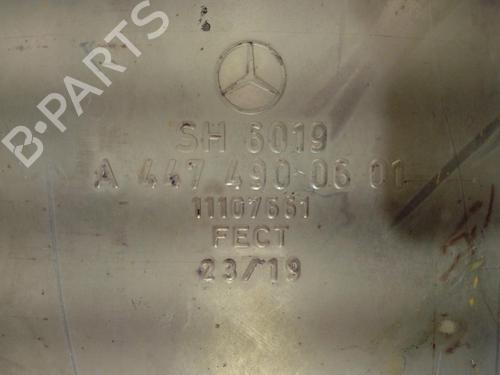 B-PARTS
SH 6019
A 447 490 06 01
11107661
FECT
23/19